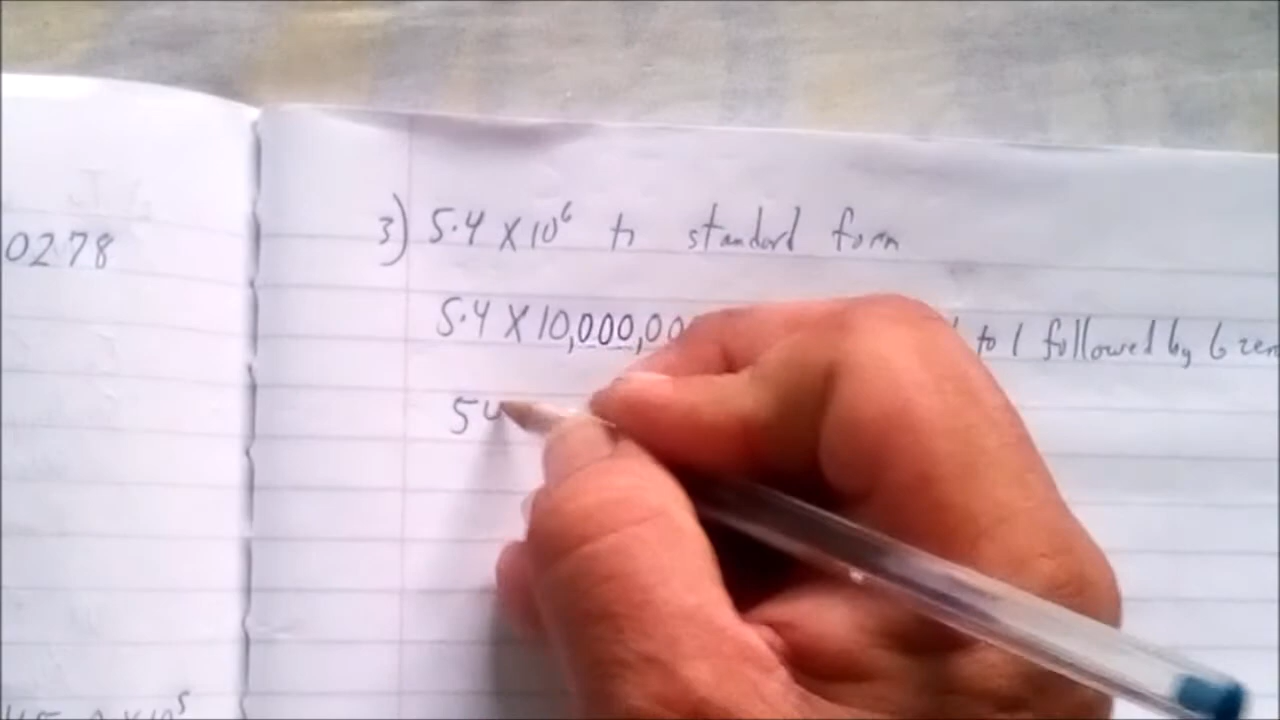 0278
3) 5.4 X 10⁶ to standard form
5.4 X 10,000,00
to 1 followed by 6 zer
54
X10⁵